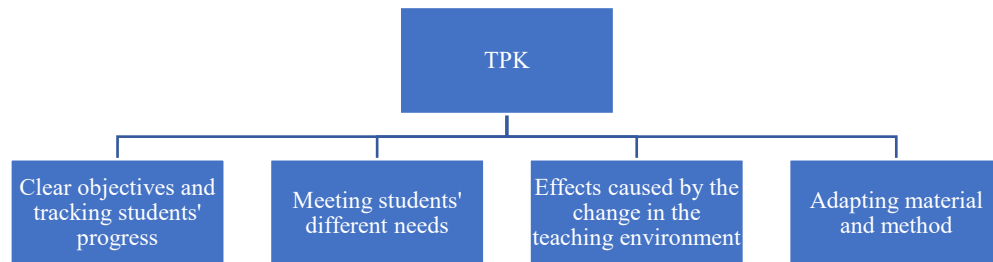 TPK
Clear objectives and
tracking students'
progress
Meeting students'
different needs
Effects caused by the
change in the
teaching environment
Adapting material
and method